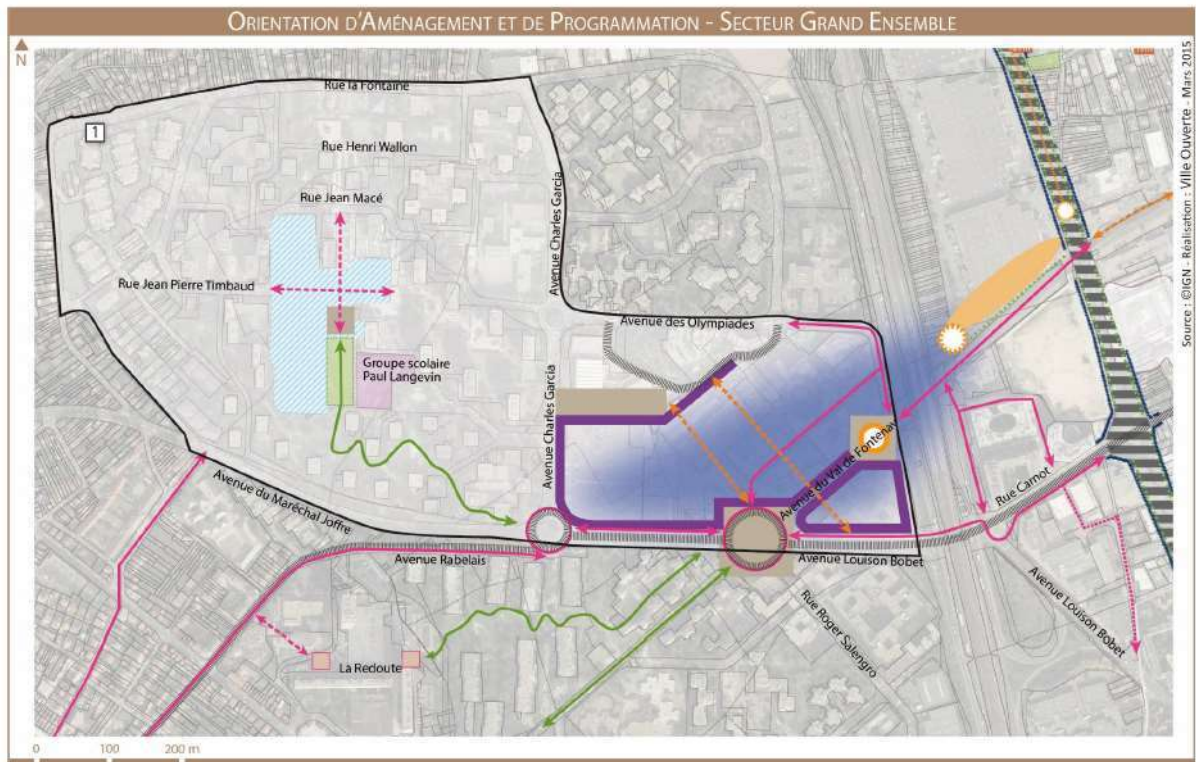 ORIENTATION D'AMÉNAGEMENT ET DE PROGRAMMATION - SECTEUR GRAND ENSEMBLE
N
Source : ©IGN - Réalisation : Ville Ouverte - Mars 2015
Rue la Fontaine
1
Rue Henri Wallon
Rue Jean Macé
Avenue Charles Garcia
Rue Jean Pierre Timbaud
Avenue des Olympiades
Groupe scolaire
Paul Langevin
Avenue Charles Garcia
Avenue du Val de Fontenay
Rue Carnot
Avenue du Maréchal Joffre
Avenue Rabelais
Avenue Louison Bobet
Rue Roger Salengro
Avenue Louison Bobet
La Redoute
0 100 200 m